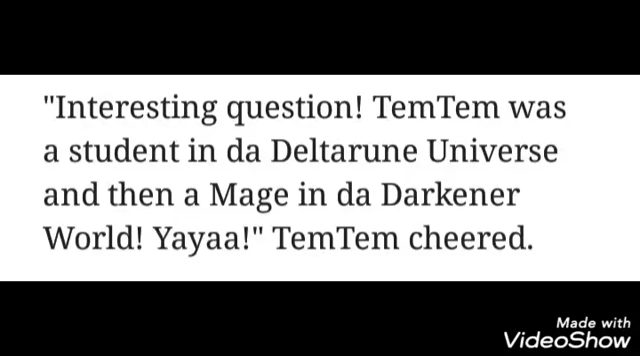 "Interesting question! TemTem was
a student in da Deltarune Universe
and then a Mage in da Darkener
World! Yayaa!" TemTem cheered.
Made with
VideoShow